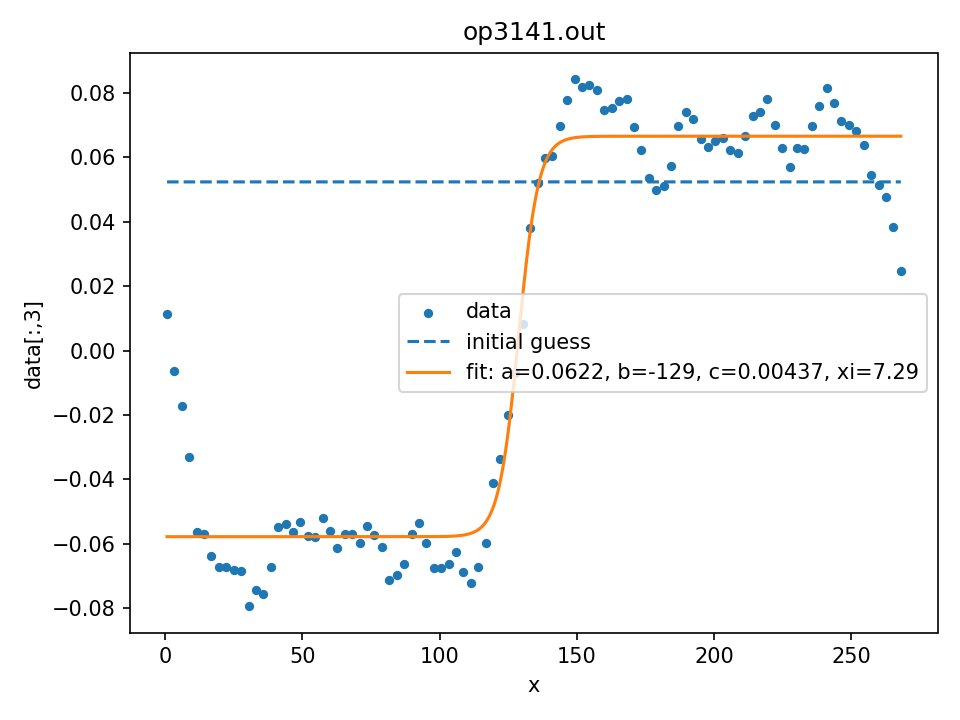 op3141.out
0.08
0.06
0.04
0.02
0.00
−0.02
−0.04
−0.06
−0.08
data[:,3]
data
initial guess
fit: a=0.0622, b=-129, c=0.00437, xi=7.29
0 50 100 150 200 250
x